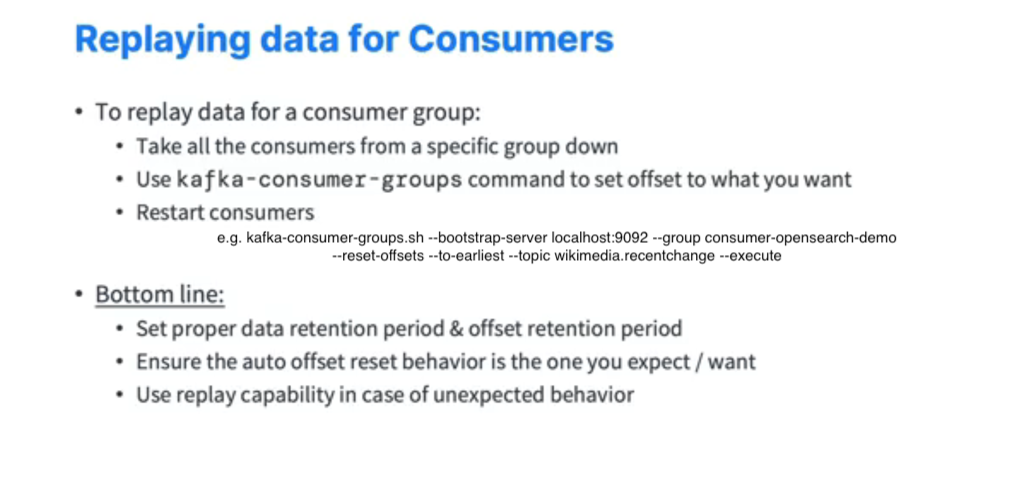 Replaying data for Consumers
• To replay data for a consumer group:
• Take all the consumers from a specific group down
• Use kafka-consumer-groups command to set offset to what you want
• Restart consumers
e.g. kafka-consumer-groups.sh --bootstrap-server localhost:9092 --group consumer-opensearch-demo
--reset-offsets --to-earliest --topic wikimedia.recentchange --execute
• Bottom line:
• Set proper data retention period & offset retention period
• Ensure the auto offset reset behavior is the one you expect / want
• Use replay capability in case of unexpected behavior